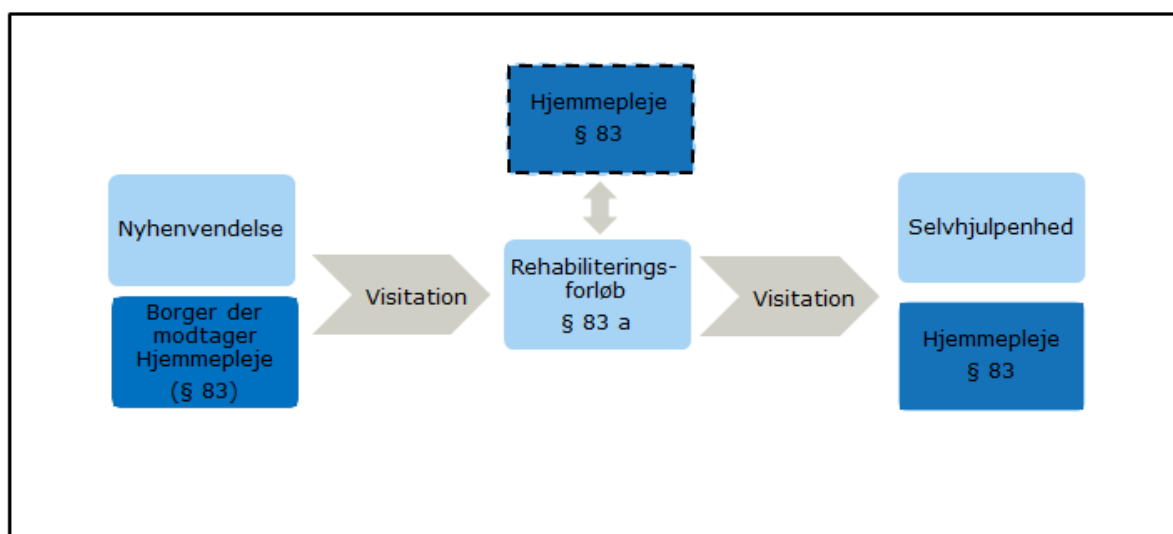 Hjemmepleje
§ 83
Nyhenvendelse
Borger der
modtager
Hjemmepleje
(§ 83)
Visitation
Rehabiliterings-
forløb
§ 83 a
Visitation
Selvhjulpenhed
Hjemmepleje
§ 83